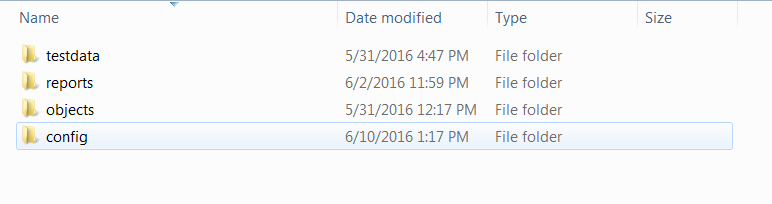 Name Date modified Type Size
testdata 5/31/2016 4:47 PM File folder
reports 6/2/2016 11:59 PM File folder
objects 5/31/2016 12:17 PM File folder
config 6/10/2016 1:17 PM File folder